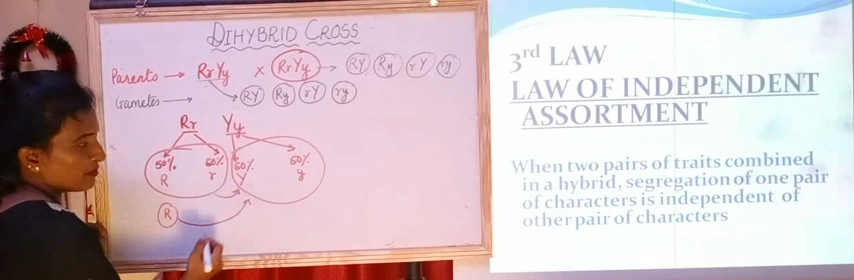 DIHYBRID CROSS
Parents → RrYy × RrYy → RY Ry rY ry
Gametes → RY Ry rY ry
Rr Yy
50% 50% 50% 50%
R r Y y
R
3rd LAW
LAW OF INDEPENDENT
ASSORTMENT
When two pairs of traits combined
in a hybrid, segregation of one pair
of characters is independent of
other pair of characters